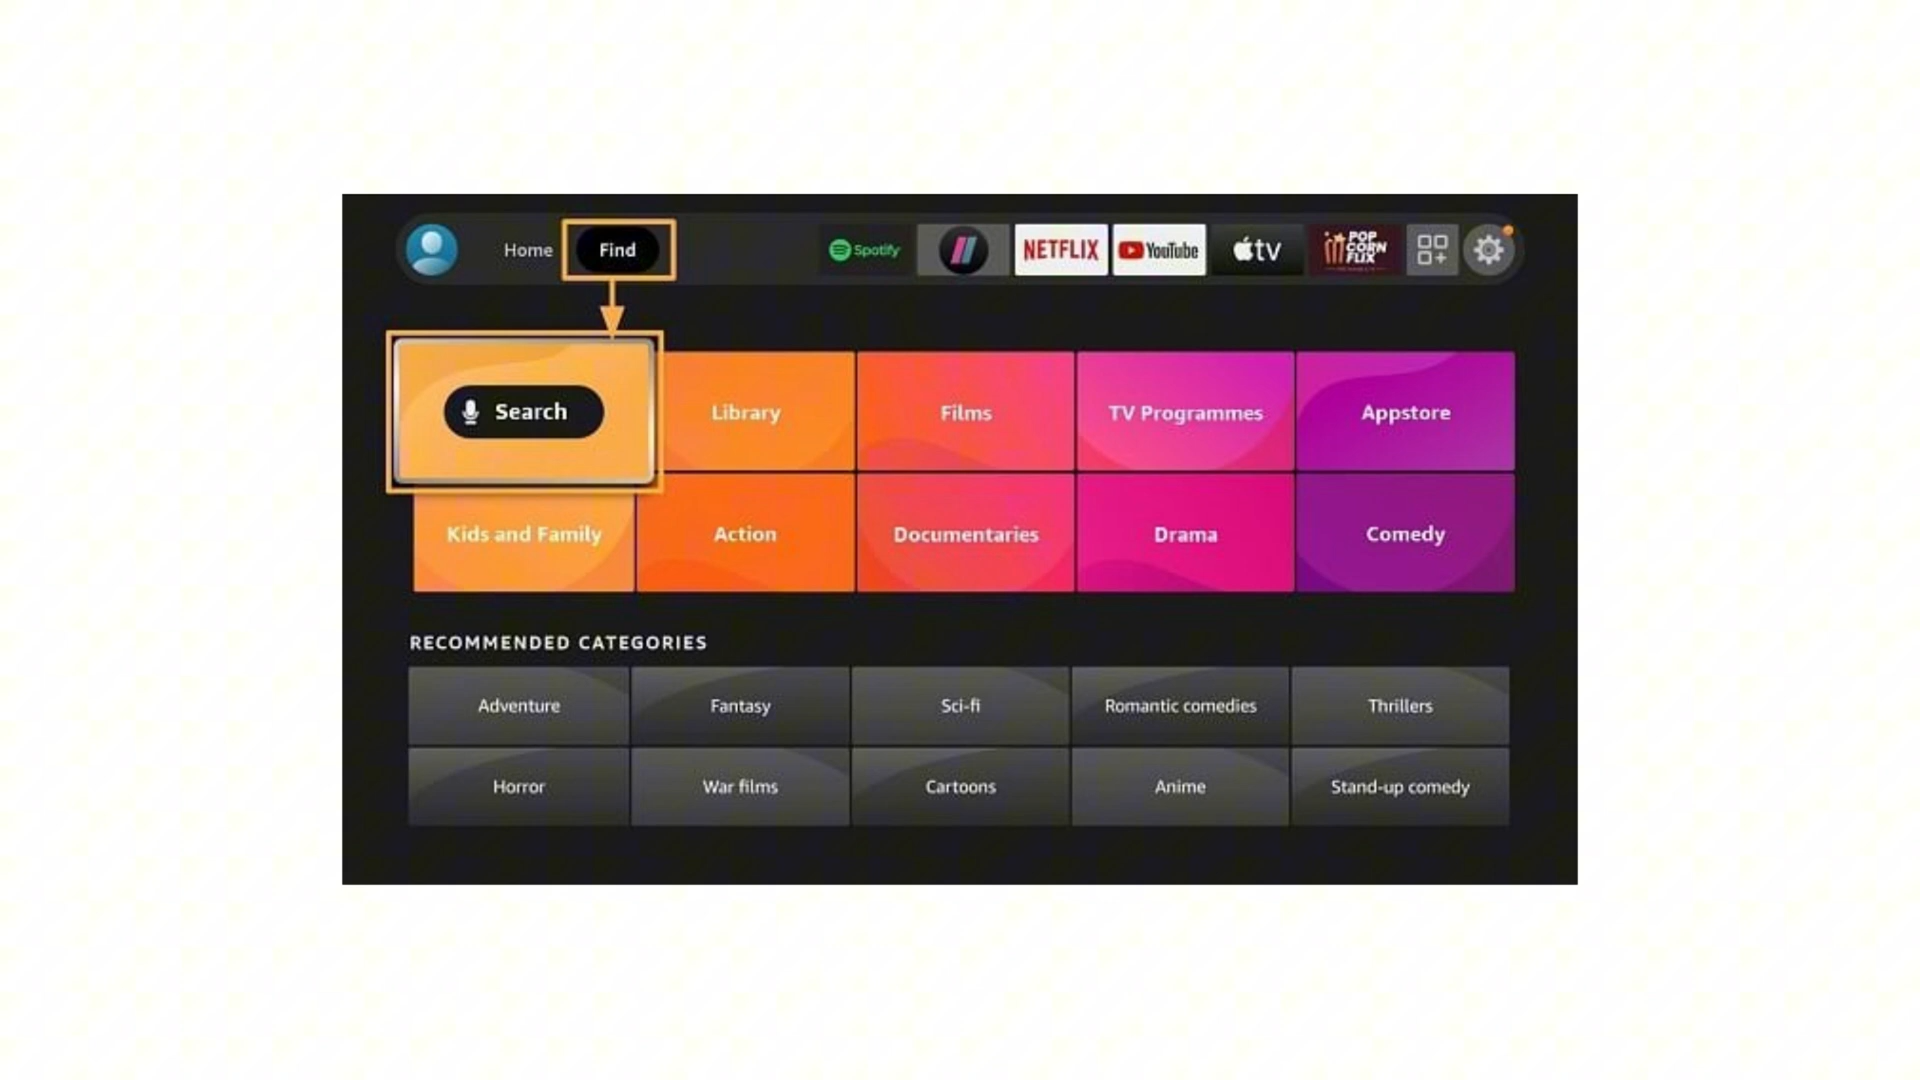 Home
Find
Spotify
NETFLIX
YouTube
tv
POP
CORN
FLIX
Search
Library
Films
TV Programmes
Appstore
Kids and Family
Action
Documentaries
Drama
Comedy
RECOMMENDED CATEGORIES
Adventure
Fantasy
Sci-fi
Romantic comedies
Thrillers
Horror
War films
Cartoons
Anime
Stand-up comedy